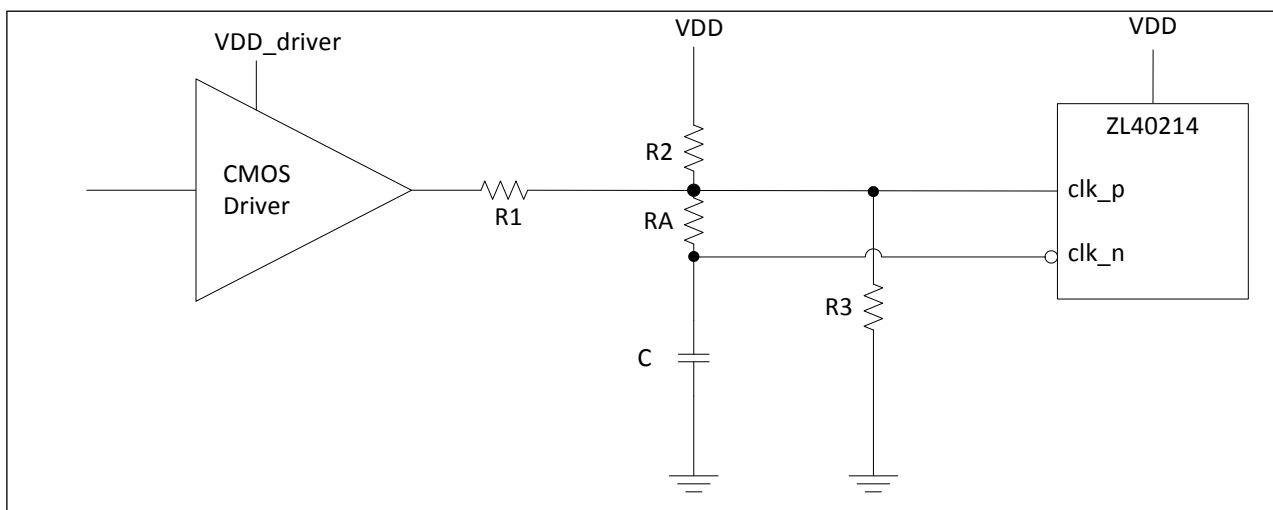 VDD_driver
VDD
VDD
CMOS
Driver
R1
R2
RA
C
R3
ZL40214
clk_p
clk_n